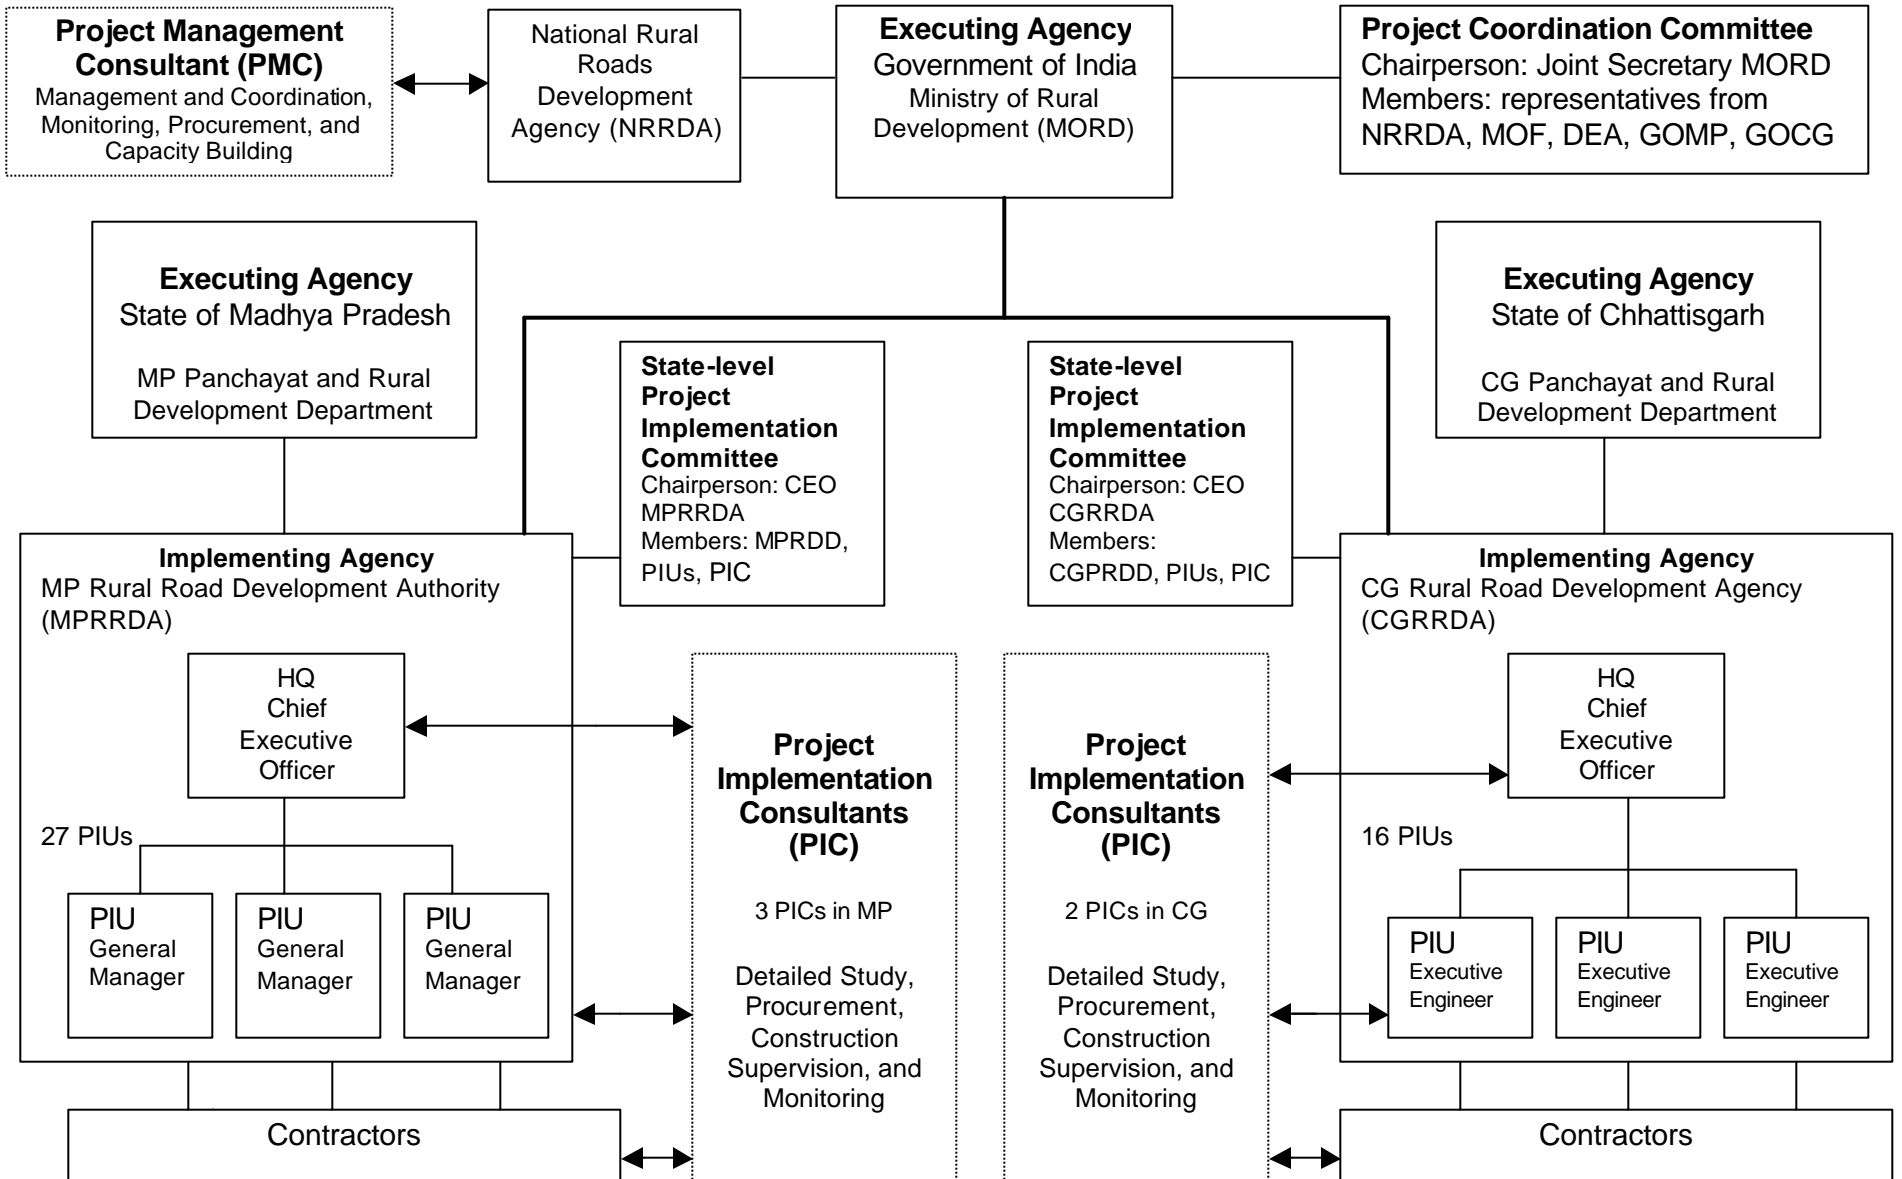 Project Management
Consultant (PMC)
Management and Coordination,
Monitoring, Procurement, and
Capacity Building
National Rural
Roads
Development
Agency (NRRDA)
Executing Agency
Government of India
Ministry of Rural
Development (MORD)
Project Coordination Committee
Chairperson: Joint Secretary MORD
Members: representatives from
NRRDA, MOF, DEA, GOMP, GOCG
Executing Agency
State of Madhya Pradesh
MP Panchayat and Rural
Development Department
State-level
Project
Implementation
Committee
Chairperson: CEO
MPRRDA
Members: MPRDD,
PIUs, PIC
State-level
Project
Implementation
Committee
Chairperson: CEO
CGRRDA
Members:
CGPRDD, PIUs, PIC
Executing Agency
State of Chhattisgarh
CG Panchayat and Rural
Development Department
Implementing Agency
MP Rural Road Development Authority
(MPRRDA)
HQ
Chief
Executive
Officer
27 PIUs
PIU
General
Manager
PIU
General
Manager
PIU
General
Manager
Contractors
Project
Implementation
Consultants
(PIC)
3 PICs in MP
Detailed Study,
Procurement,
Construction
Supervision, and
Monitoring
Project
Implementation
Consultants
(PIC)
2 PICs in CG
Detailed Study,
Procurement,
Construction
Supervision, and
Monitoring
Implementing Agency
CG Rural Road Development Agency
(CGRRDA)
HQ
Chief
Executive
Officer
16 PIUs
PIU
Executive
Engineer
PIU
Executive
Engineer
PIU
Executive
Engineer
Contractors